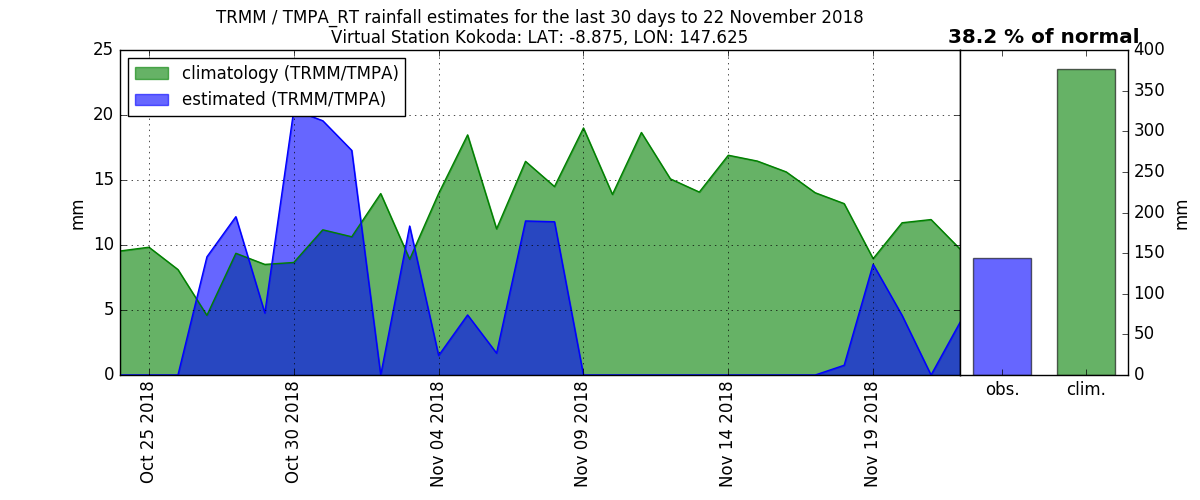 TRMM / TMPA_RT rainfall estimates for the last 30 days to 22 November 2018
Virtual Station Kokoda: LAT: -8.875, LON: 147.625
38.2 % of normal
climatology (TRMM/TMPA)
estimated (TRMM/TMPA)
25
20
15
10
5
0
mm
Oct 25 2018
Oct 30 2018
Nov 04 2018
Nov 09 2018
Nov 14 2018
Nov 19 2018
obs.
clim.
400
350
300
250
200
150
100
50
0
mm